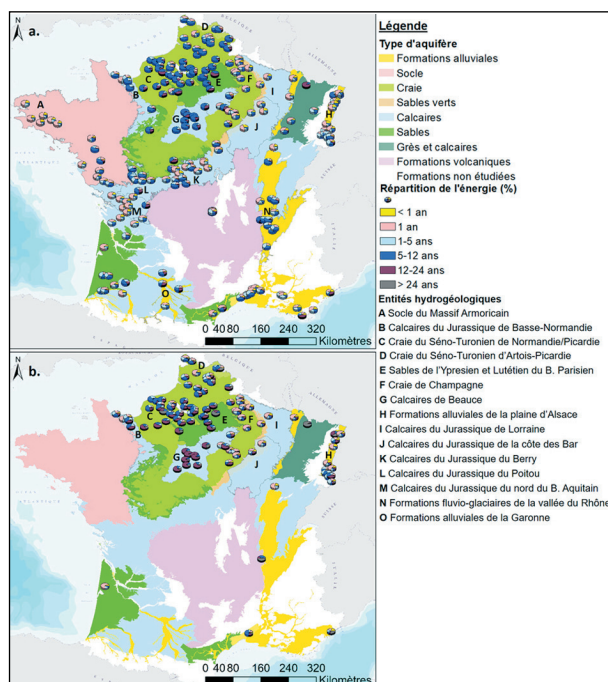 N
a.
D
BELGIQUE
ALLEMAGNE
C
E
F
B
I
A
H
G
J
K
L
M
N
O
0 40 80 160 240 320
Kilomètres
N
b.
D
C
E
F
B
I
H
G
J
0 40 80 160 240 320
Kilomètres
Légende
Type d'aquifère
Formations alluviales
Socle
Craie
Sables verts
Calcaires
Sables
Grès et calcaires
Formations volcaniques
Formations non étudiées
Répartition de l'énergie (%)
< 1 an
1 an
1-5 ans
5-12 ans
12-24 ans
> 24 ans
Entités hydrogéologiques
A Socle du Massif Armoricain
B Calcaires du Jurassique de Basse-Normandie
C Craie du Séno-Turonien de Normandie/Picardie
D Craie du Séno-Turonien d'Artois-Picardie
E Sables de l'Ypresien et Lutétien du B. Parisien
F Craie de Champagne
G Calcaires de Beauce
H Formations alluviales de la plaine d'Alsace
I Calcaires du Jurassique de Lorraine
J Calcaires du Jurassique de la côte des Bar
K Calcaires du Jurassique du Berry
L Calcaires du Jurassique du Poitou
M Calcaires du Jurassique du nord du B. Aquitain
N Formations fluvio-glaciaires de la vallée du Rhône
O Formations alluviales de la Garonne